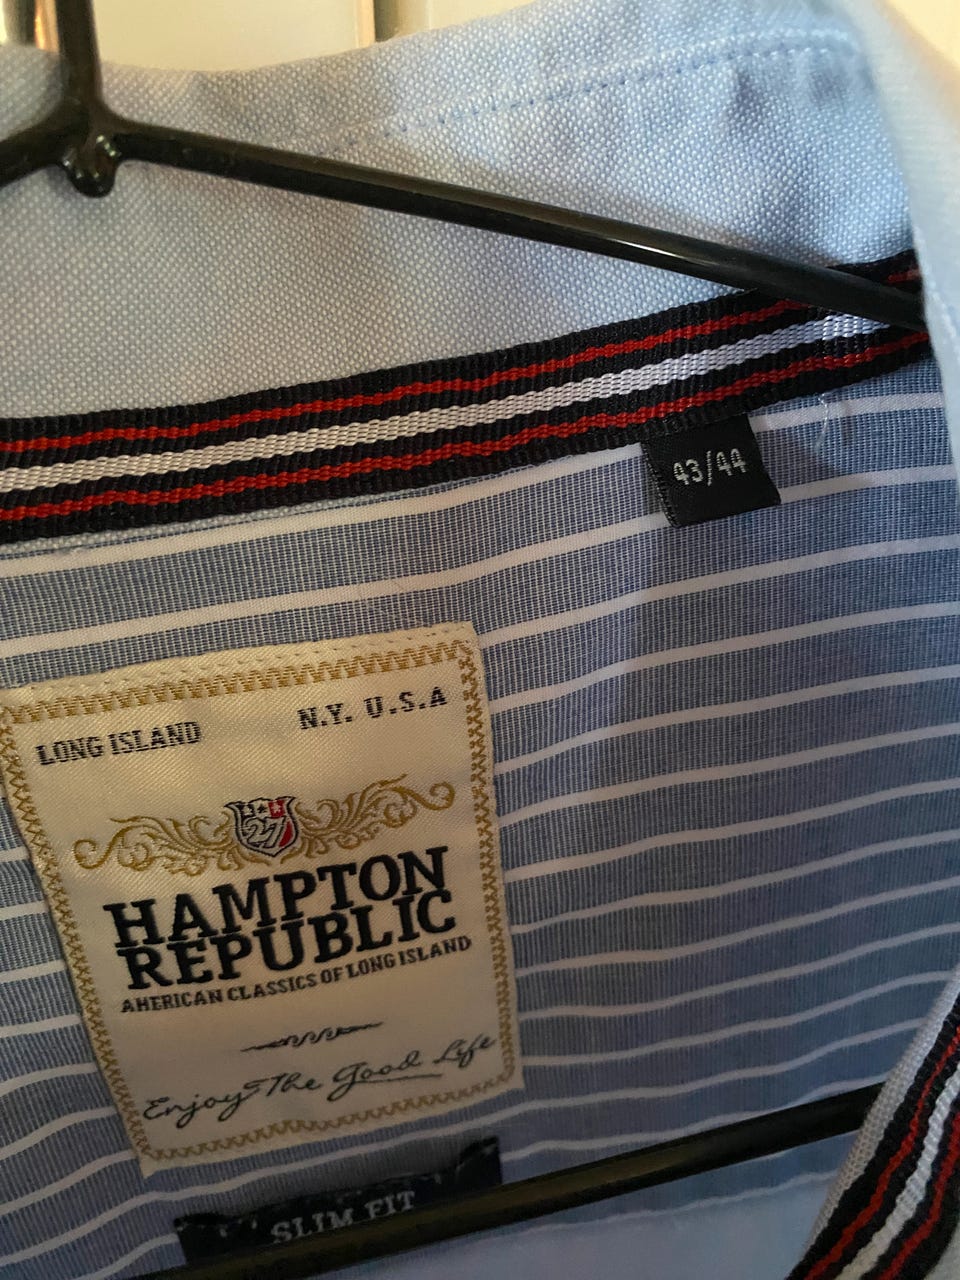 43/44
LONG ISLAND N.Y. U.S.A
27
HAMPTON
REPUBLIC
AMERICAN CLASSICS OF LONG ISLAND
Enjoy The Good Life
SLIM FIT